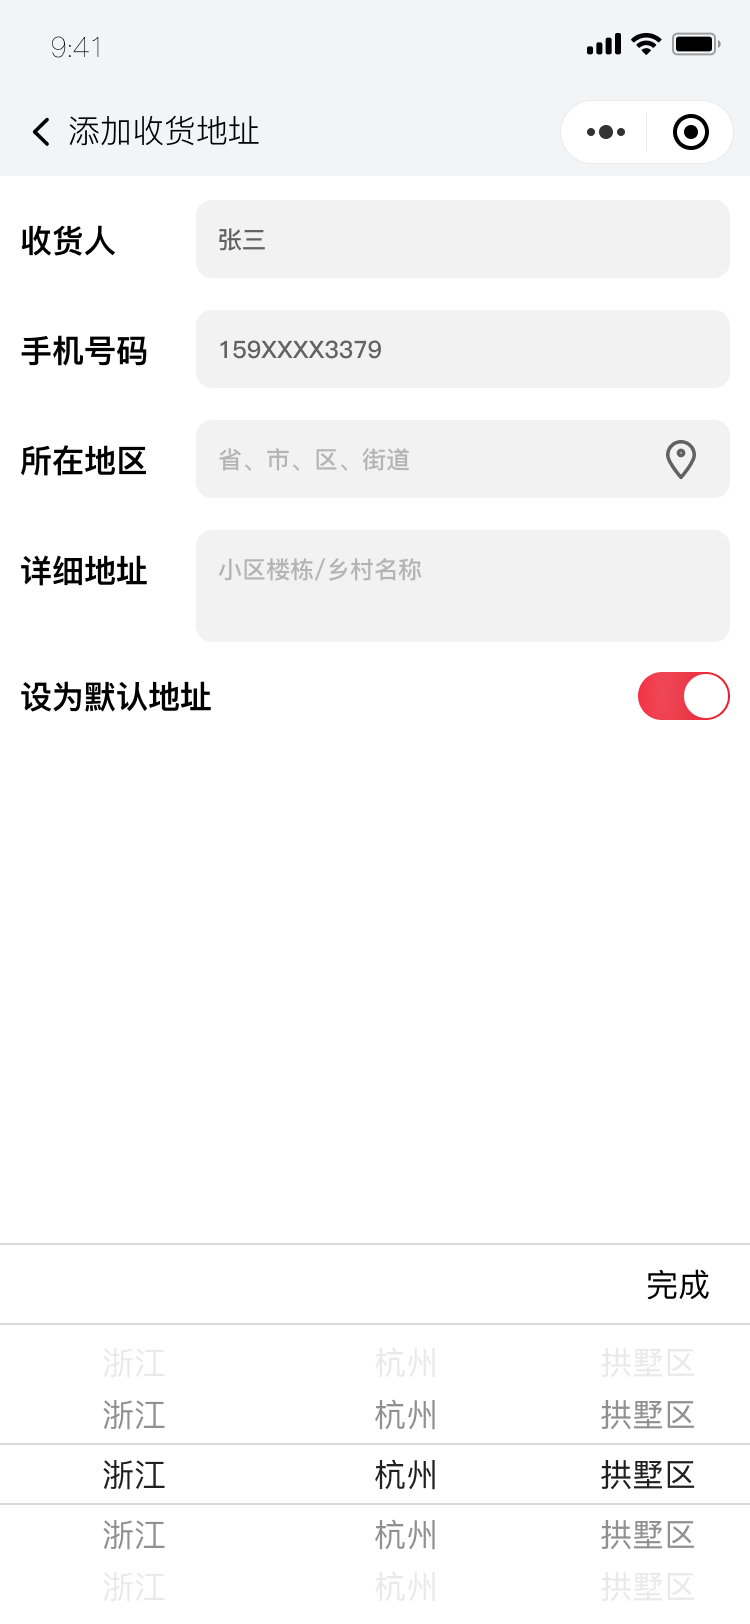 9:41
添加收货地址
收货人 张三
手机号码 159XXXX3379
所在地区 省、市、区、街道
详细地址 小区楼栋/乡村名称
设为默认地址
完成
浙江 杭州 拱墅区
浙江 杭州 拱墅区
浙江 杭州 拱墅区
浙江 杭州 拱墅区
浙江 杭州 拱墅区